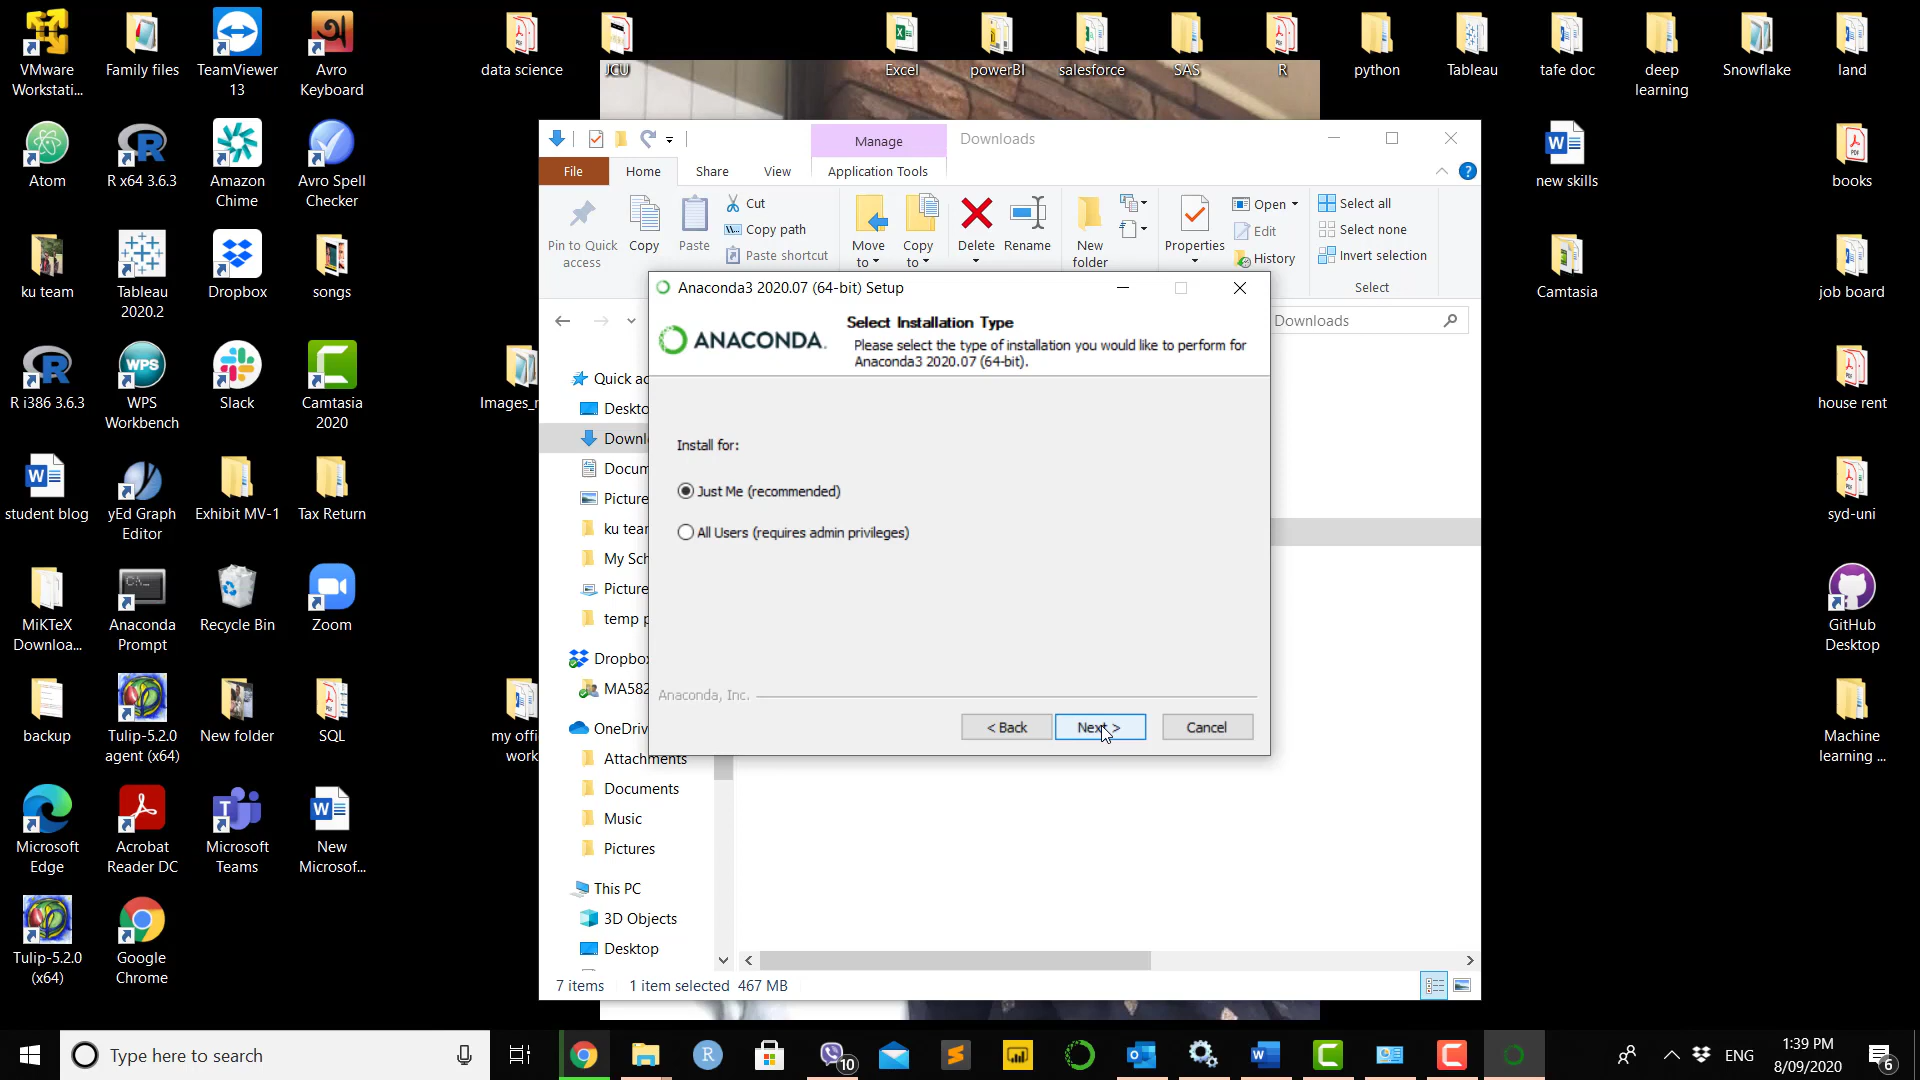 VMware
Workstati...
Family files
TeamViewer
13
Avro
Keyboard
data science
JCU
Excel
powerBI
salesforce
SAS
R
python
Tableau
tafe doc
deep
learning
Snowflake
land
Atom
R x64 3.6.3
Amazon
Chime
Avro Spell
Checker
new skills
books
ku team
Tableau
2020.2
Dropbox
songs
Camtasia
job board
R i386 3.6.3
WPS
WPS
Workbench
Slack
Camtasia
2020
Images_r
house rent
student blog
yEd Graph
Editor
Exhibit MV-1
Tax Return
syd-uni
MiKTeX
Downloa...
C:\_
Anaconda
Prompt
Recycle Bin
Zoom
GitHub
Desktop
backup
Tulip-5.2.0
agent (x64)
New folder
SQL
my offi
work
Machine
learning ...
Microsoft
Edge
Acrobat
Reader DC
Microsoft
Teams
New
Microsof...
Tulip-5.2.0
(x64)
Google
Chrome
Manage
Downloads
File
Home
Share
View
Application Tools
Pin to Quick
access
Copy
Paste
Cut
Copy path
Paste shortcut
Move
to
Copy
to
Delete
Rename
New
folder
Properties
Open
Edit
History
Select all
Select none
Invert selection
Select
Downloads
Quick ac
Deskto
Downl
Docum
Picture
ku tean
My Sch
Picture
temp p
Dropbo
MA582
OneDriv
Attachments
Documents
Music
Pictures
This PC
3D Objects
Desktop
7 items
1 item selected 467 MB
Anaconda3 2020.07 (64-bit) Setup
ANACONDA.
Select Installation Type
Please select the type of installation you would like to perform for
Anaconda3 2020.07 (64-bit).
Install for:
Just Me (recommended)
All Users (requires admin privileges)
Anaconda, Inc.
< Back
Next >
Cancel
Type here to search
10
ENG
1:39 PM
8/09/2020
6